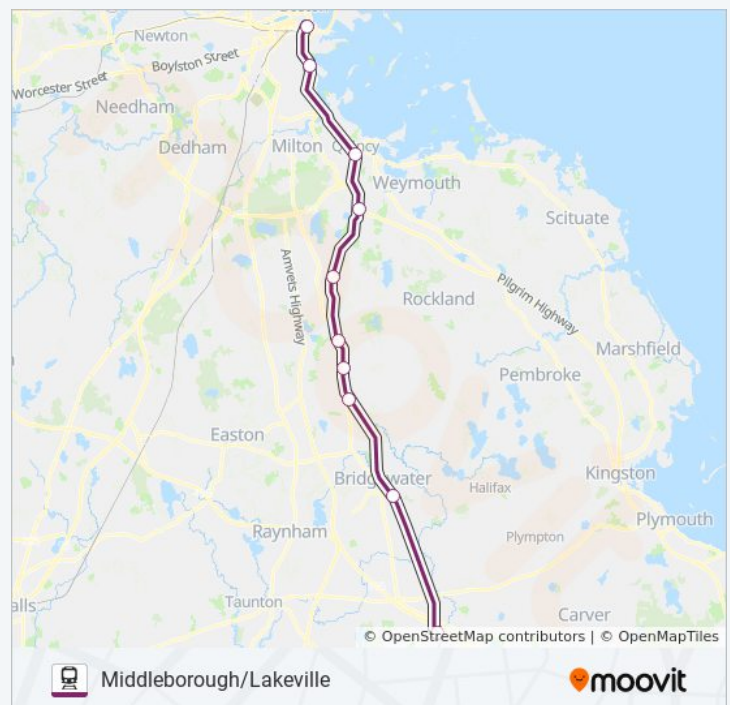 Newton
Boylston Street
Worcester Street
Needham
Dedham
Milton
Weymouth
Scituate
Amvets Highway
Pilgrim Highway
Rockland
Marshfield
Pembroke
Easton
Bridgewater
Halifax
Kingston
Plymouth
Raynham
Plympton
Taunton
Carver
alls
© OpenStreetMap contributors | © OpenMapTiles
Middleborough/Lakeville
moovit